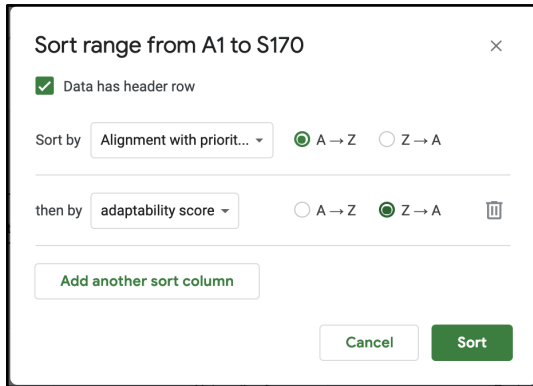 Sort range from A1 to S170
Data has header row
Sort by Alignment with priorit... A → Z Z → A
then by adaptability score A → Z Z → A
Add another sort column
Cancel Sort